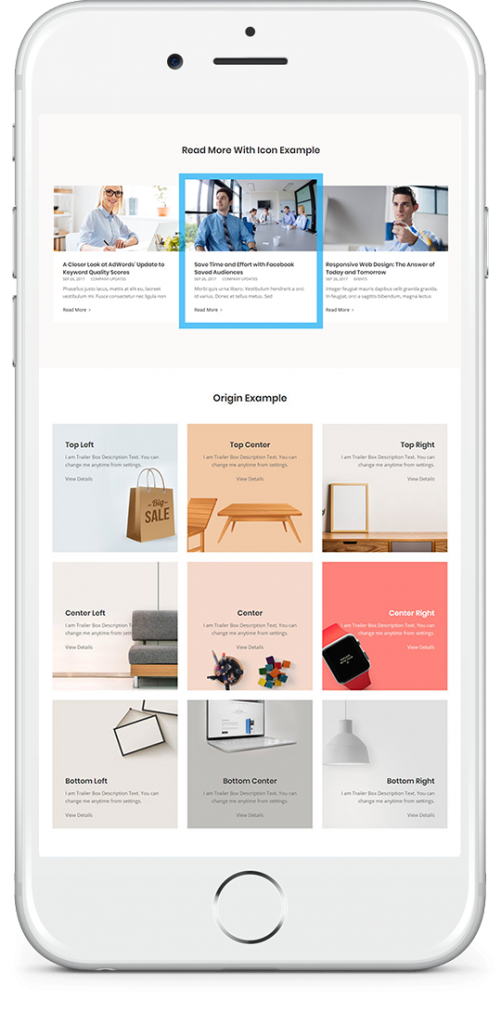 Read More With Icon Example
A Closer Look at AdWords' Update to
Keyword Quality Scores
SEP 26, 2017 COMPANY UPDATES
Phasellus justo lacus, mattis at elit eu, laoreet
vestibulum mi. Fusce consectetur nec ligula non
Read More ›
Save Time and Effort with Facebook
Saved Audiences
SEP 26, 2017 COMPANY UPDATES
Morbi quis urna libero. Vestibulum hendrerit a orci
id varius. Donec et tellus metus. Sed
Read More ›
Responsive Web Design: The Answer of
Today and Tomorrow
SEP 26, 2017 EVENTS
Integer feugiat mauris dapibus velit gravida gravida.
In feugiat, orci a sagittis bibendum, magna lectus
Read More ›
Origin Example
Top Left
I am Trailer Box Description Text. You can
change me anytime from settings.
View Details
Big
SALE
Top Center
I am Trailer Box Description Text. You can
change me anytime from settings.
View Details
Top Right
I am Trailer Box Description Text. You can
change me anytime from settings.
View Details
Center Left
I am Trailer Box Description Text. You can
change me anytime from settings.
View Details
Center
I am Trailer Box Description Text. You can
change me anytime from settings.
View Details
Center Right
I am Trailer Box Description Text. You can
change me anytime from settings.
View Details
Bottom Left
I am Trailer Box Description Text. You can
change me anytime from settings.
View Details
Bottom Center
I am Trailer Box Description Text. You can
change me anytime from settings.
View Details
Bottom Right
I am Trailer Box Description Text. You can
change me anytime from settings.
View Details